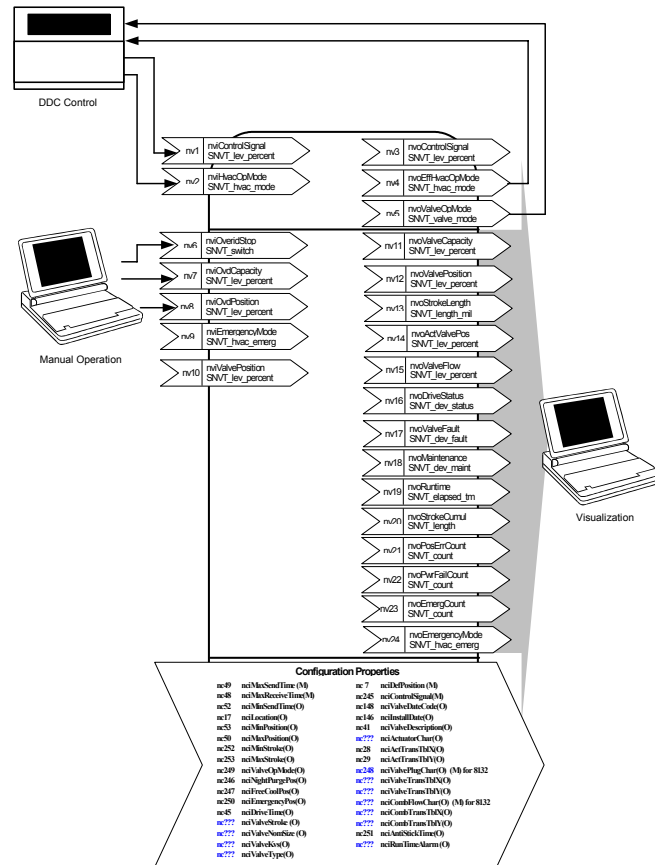 DDC Control
nv1 nviControlSignal
SNVT_lev_percent
nv2 nviHvacOpMode
SNVT_hvac_mode
nv3 nvoControlSignal
SNVT_lev_percent
nv4 nvoEffHvacOpMode
SNVT_hvac_mode
nv5 nvoValveOpMode
SNVT_valve_mode
nv6 nviOveridStop
SNVT_switch
nv7 nviOvdCapacity
SNVT_lev_percent
nv8 nviOvdPosition
SNVT_lev_percent
nv9 nviEmergencyMode
SNVT_hvac_emerg
nv10 nviValvePosition
SNVT_lev_percent
Manual Operation
nv11 nvoValveCapacity
SNVT_lev_percent
nv12 nvoValvePosition
SNVT_lev_percent
nv13 nvoStrokeLength
SNVT_length_mil
nv14 nvoActValvePos
SNVT_lev_percent
nv15 nvoValveFlow
SNVT_lev_percent
nv16 nvoDriveStatus
SNVT_dev_status
nv17 nvoValveFault
SNVT_dev_fault
nv18 nvoMaintenance
SNVT_dev_maint
nv19 nvoRuntime
SNVT_elapsed_tm
nv20 nvoStrokeCumul
SNVT_length
nv21 nvoPosErrCount
SNVT_count
nv22 nvoPwrFailCount
SNVT_count
nv23 nvoEmergCount
SNVT_count
nv24 nvoEmergencyMode
SNVT_hvac_emerg
Visualization
Configuration Properties
nc49 nciMaxSendTime (M)
nc48 nciMaxReceiveTime(M)
nc52 nciMinSendTime(O)
nc17 nciLocation(O)
nc53 nciMinPosition(O)
nc50 nciMaxPosition(O)
nc252 nciMinStroke(O)
nc253 nciMaxStroke(O)
nc249 nciValveOpMode(O)
nc246 nciNightPurgePos(O)
nc247 nciFreeCoolPos(O)
nc250 nciEmergencyPos(O)
nc45 nciDriveTime(O)
nc??? nciValveStroke (O)
nc??? nciValveNomSize (O)
nc??? nciValveKvs(O)
nc??? nciValveType(O)
nc 7 nciDefPosition (M)
nc245 nciControlSignal(M)
nc148 nciValveDateCode(O)
nc146 nciInstallDate(O)
nc41 nciValveDescription(O)
nc??? nciActuatorChar(O)
nc28 nciActTransTblX(O)
nc29 nciActTransTblY(O)
nc248 nciValvePlugChar(O) (M) for 8132
nc??? nciValveTransTblX(O)
nc??? nciValveTransTblY(O)
nc??? nciCombFlowChar(O) (M) for 8132
nc??? nciCombTransTblX(O)
nc??? nciCombTransTblY(O)
nc251 nciAntiStickTime(O)
nc??? nciRunTimeAlarm (O)